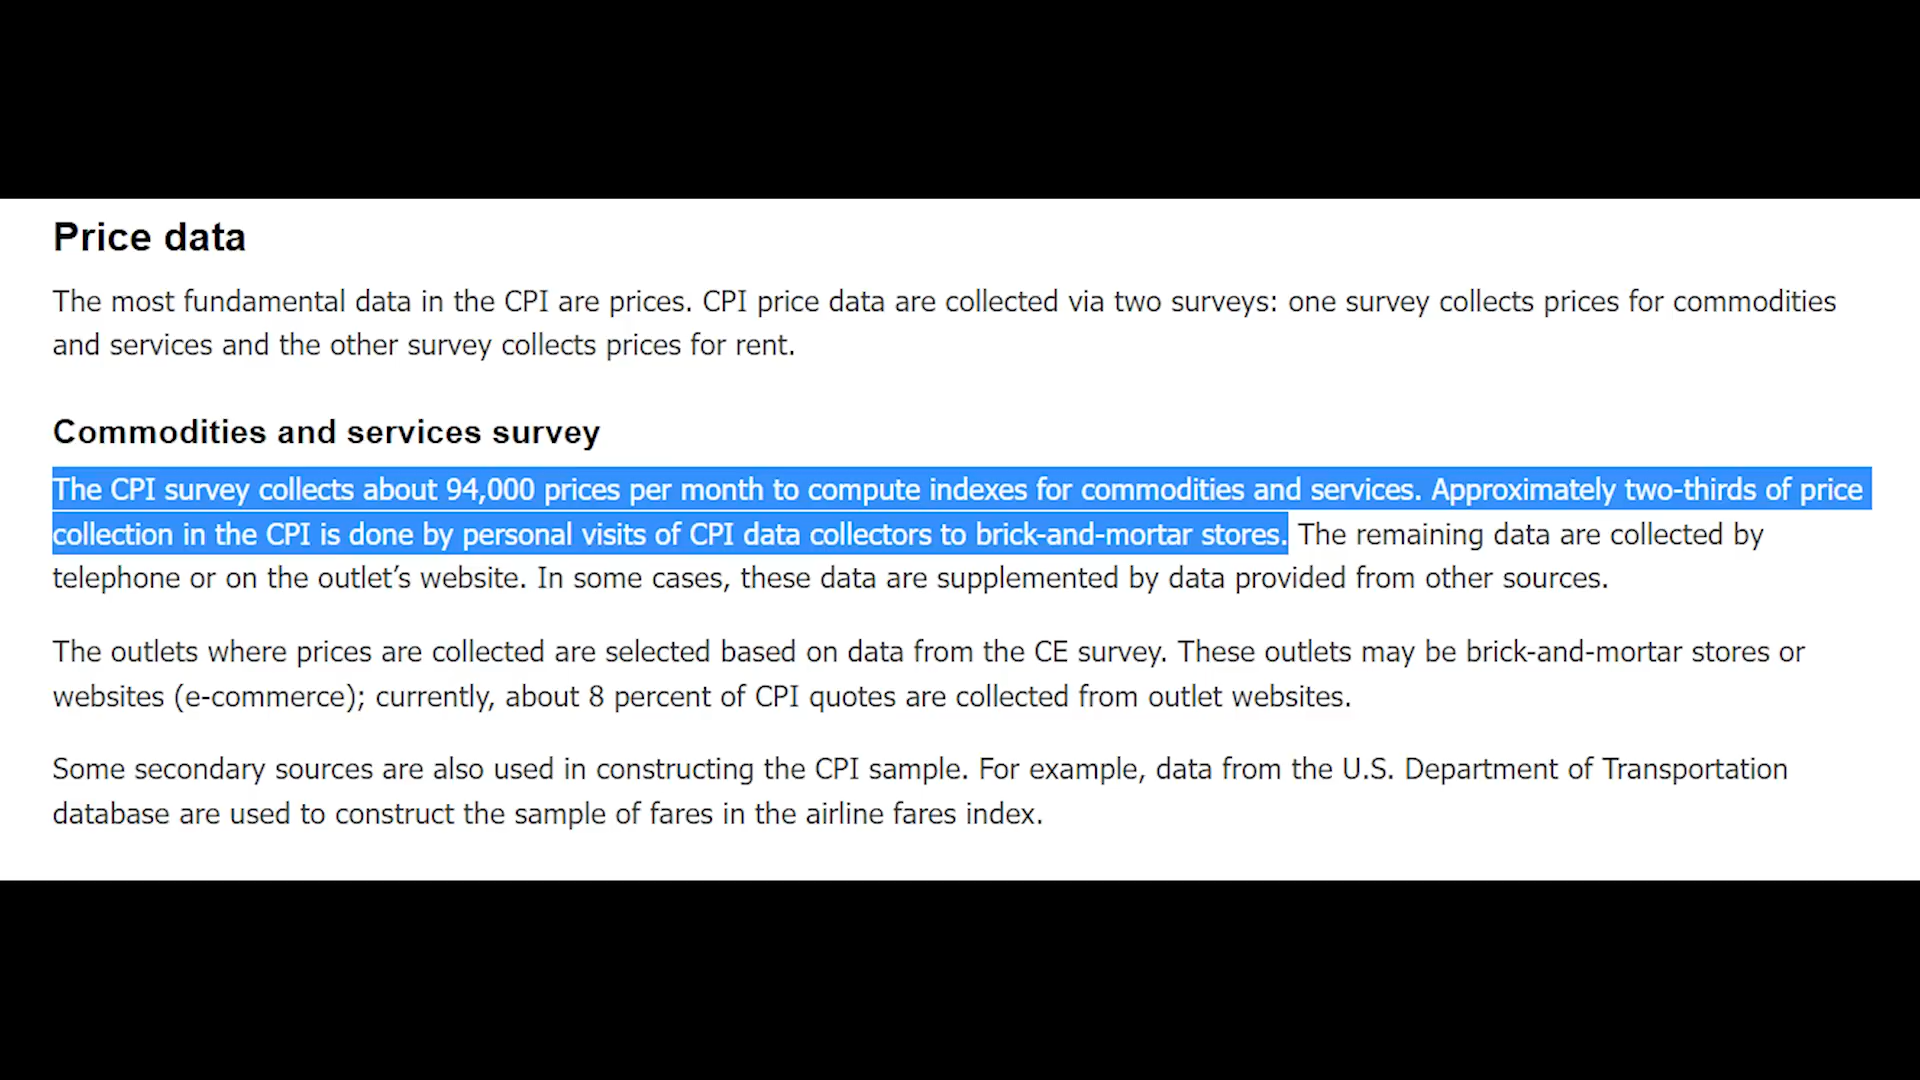 Price data
The most fundamental data in the CPI are prices. CPI price data are collected via two surveys: one survey collects prices for commodities
and services and the other survey collects prices for rent.
Commodities and services survey
The CPI survey collects about 94,000 prices per month to compute indexes for commodities and services. Approximately two-thirds of price
collection in the CPI is done by personal visits of CPI data collectors to brick-and-mortar stores. The remaining data are collected by
telephone or on the outlet’s website. In some cases, these data are supplemented by data provided from other sources.
The outlets where prices are collected are selected based on data from the CE survey. These outlets may be brick-and-mortar stores or
websites (e-commerce); currently, about 8 percent of CPI quotes are collected from outlet websites.
Some secondary sources are also used in constructing the CPI sample. For example, data from the U.S. Department of Transportation
database are used to construct the sample of fares in the airline fares index.